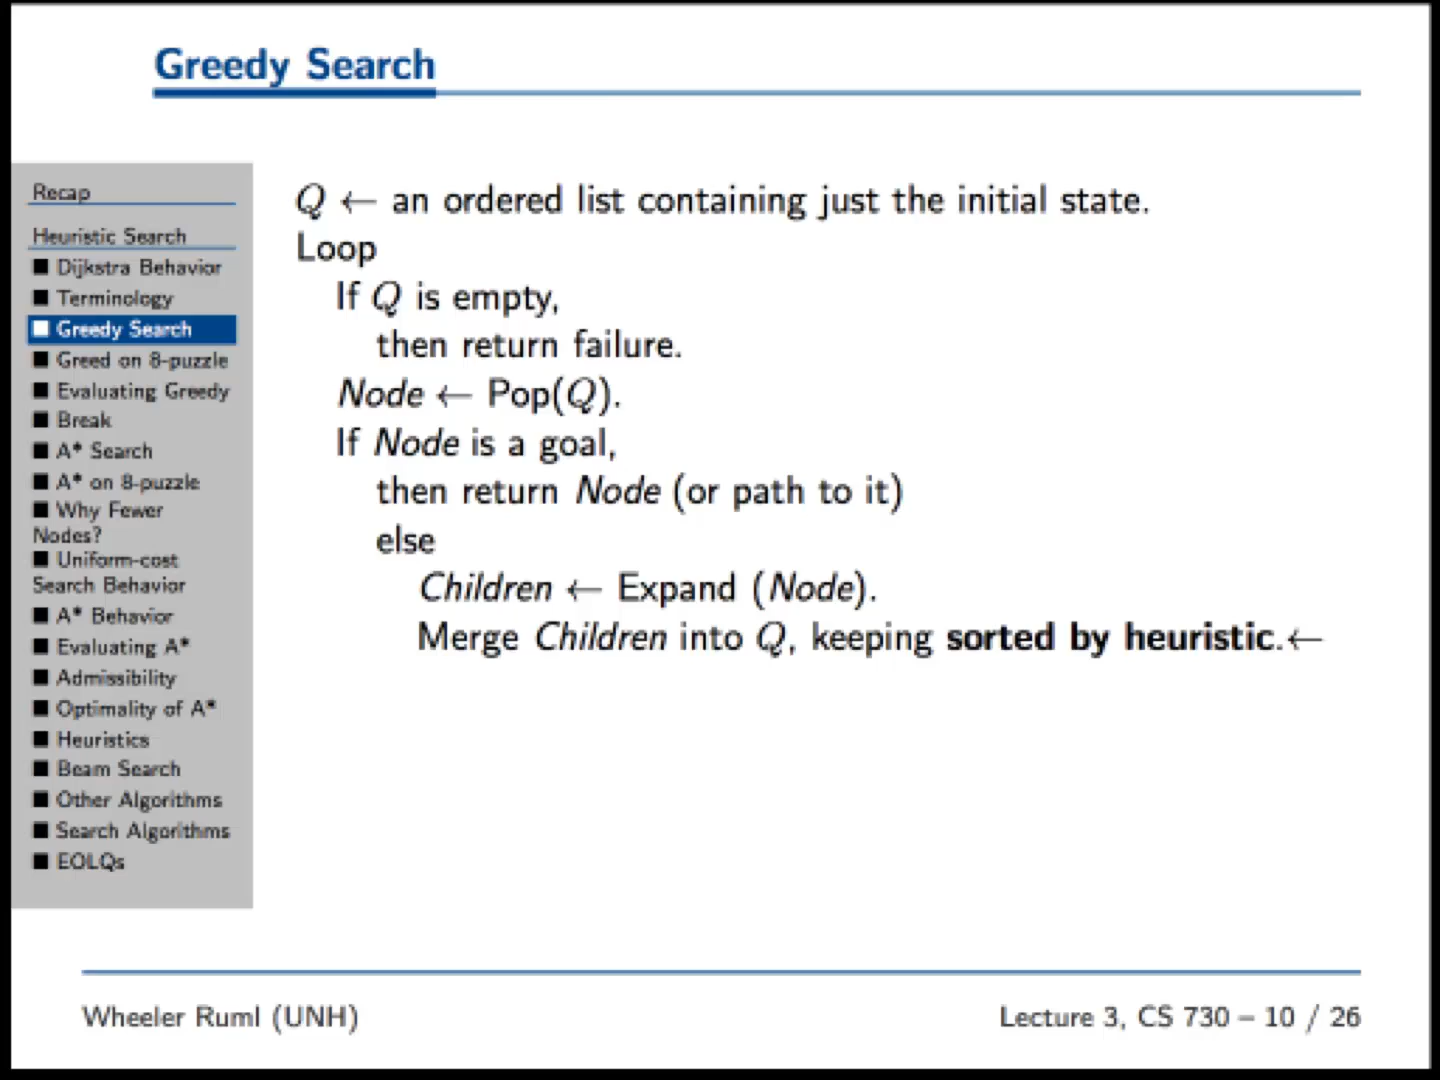 Greedy Search
Recap
Heuristic Search
■ Dijkstra Behavior
■ Terminology
■ Greedy Search
■ Greed on 8-puzzle
■ Evaluating Greedy
■ Break
■ A* Search
■ A* on 8-puzzle
■ Why Fewer
Nodes?
■ Uniform-cost
Search Behavior
■ A* Behavior
■ Evaluating A*
■ Admissibility
■ Optimality of A*
■ Heuristics
■ Beam Search
■ Other Algorithms
■ Search Algorithms
■ EOLQs
Q ← an ordered list containing just the initial state.
Loop
If Q is empty,
then return failure.
Node ← Pop(Q).
If Node is a goal,
then return Node (or path to it)
else
Children ← Expand (Node).
Merge Children into Q, keeping sorted by heuristic.←
Wheeler Ruml (UNH)
Lecture 3, CS 730 – 10 / 26